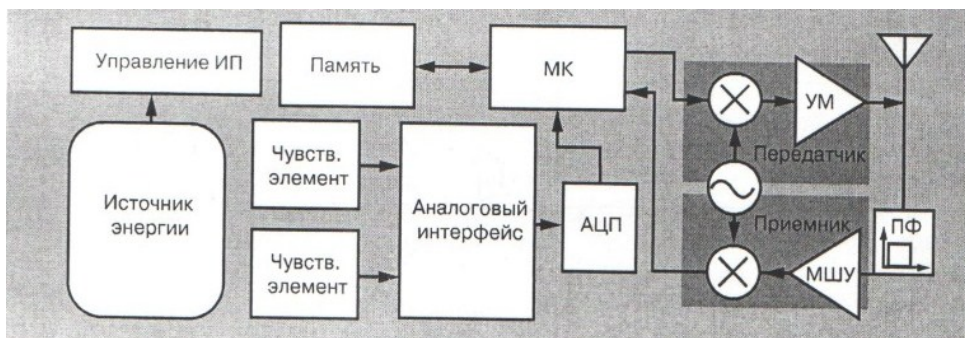 Управление ИП
Память
МК
УМ
Передатчик
Чувств.
элемент
Источник
энергии
Аналоговый
интерфейс
АЦП
Приемник
ПФ
МШУ
Чувств.
элемент